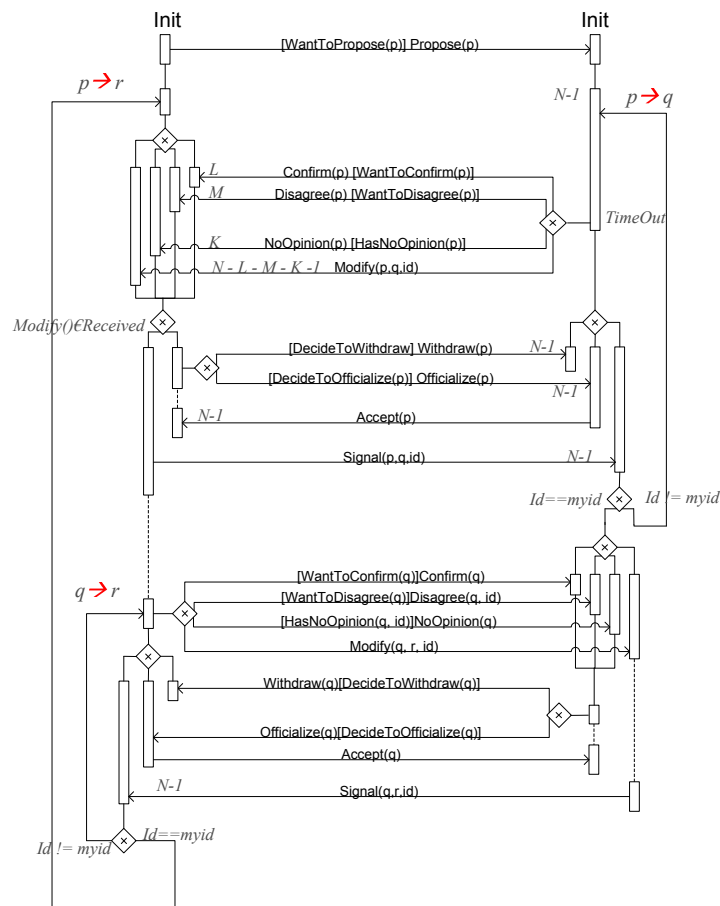 Init Init
[WantToPropose(p)] Propose(p)
p → r N-1 p → q
L Confirm(p) [WantToConfirm(p)]
M Disagree(p) [WantToDisagree(p)]
TimeOut
K NoOpinion(p) [HasNoOpinion(p)]
N - L - M - K -1 Modify(p,q,id)
Modify()€Received
[DecideToWithdraw] Withdraw(p) N-1
[DecideToOfficialize(p)] Officialize(p) N-1
N-1 Accept(p)
Signal(p,q,id) N-1
Id==myid Id != myid
[WantToConfirm(q)]Confirm(q)
q → r [WantToDisagree(q)]Disagree(q, id)
[HasNoOpinion(q, id)]NoOpinion(q)
Modify(q, r, id)
Withdraw(q)[DecideToWithdraw(q)]
Officialize(q)[DecideToOfficialize(q)]
Accept(q)
N-1 Signal(q,r,id)
Id != myid Id==myid